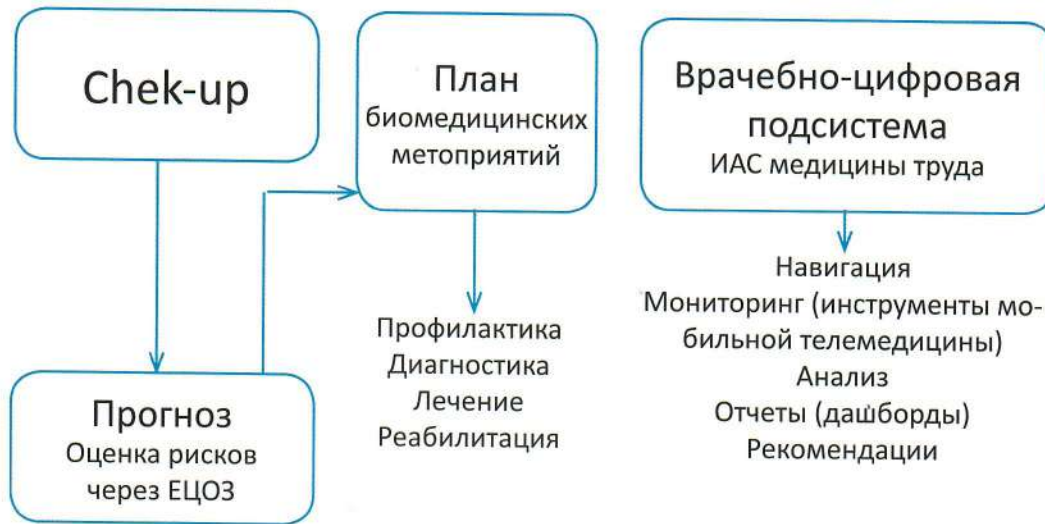 Chek-up
Прогноз
Оценка рисков
через ЕЦОЗ
План
биомедицинских
метоприятий
Профилактика
Диагностика
Лечение
Реабилитация
Врачебно-цифровая
подсистема
ИАС медицины труда
Навигация
Мониторинг (инструменты мо-
бильной телемедицины)
Анализ
Отчеты (дашборды)
Рекомендации